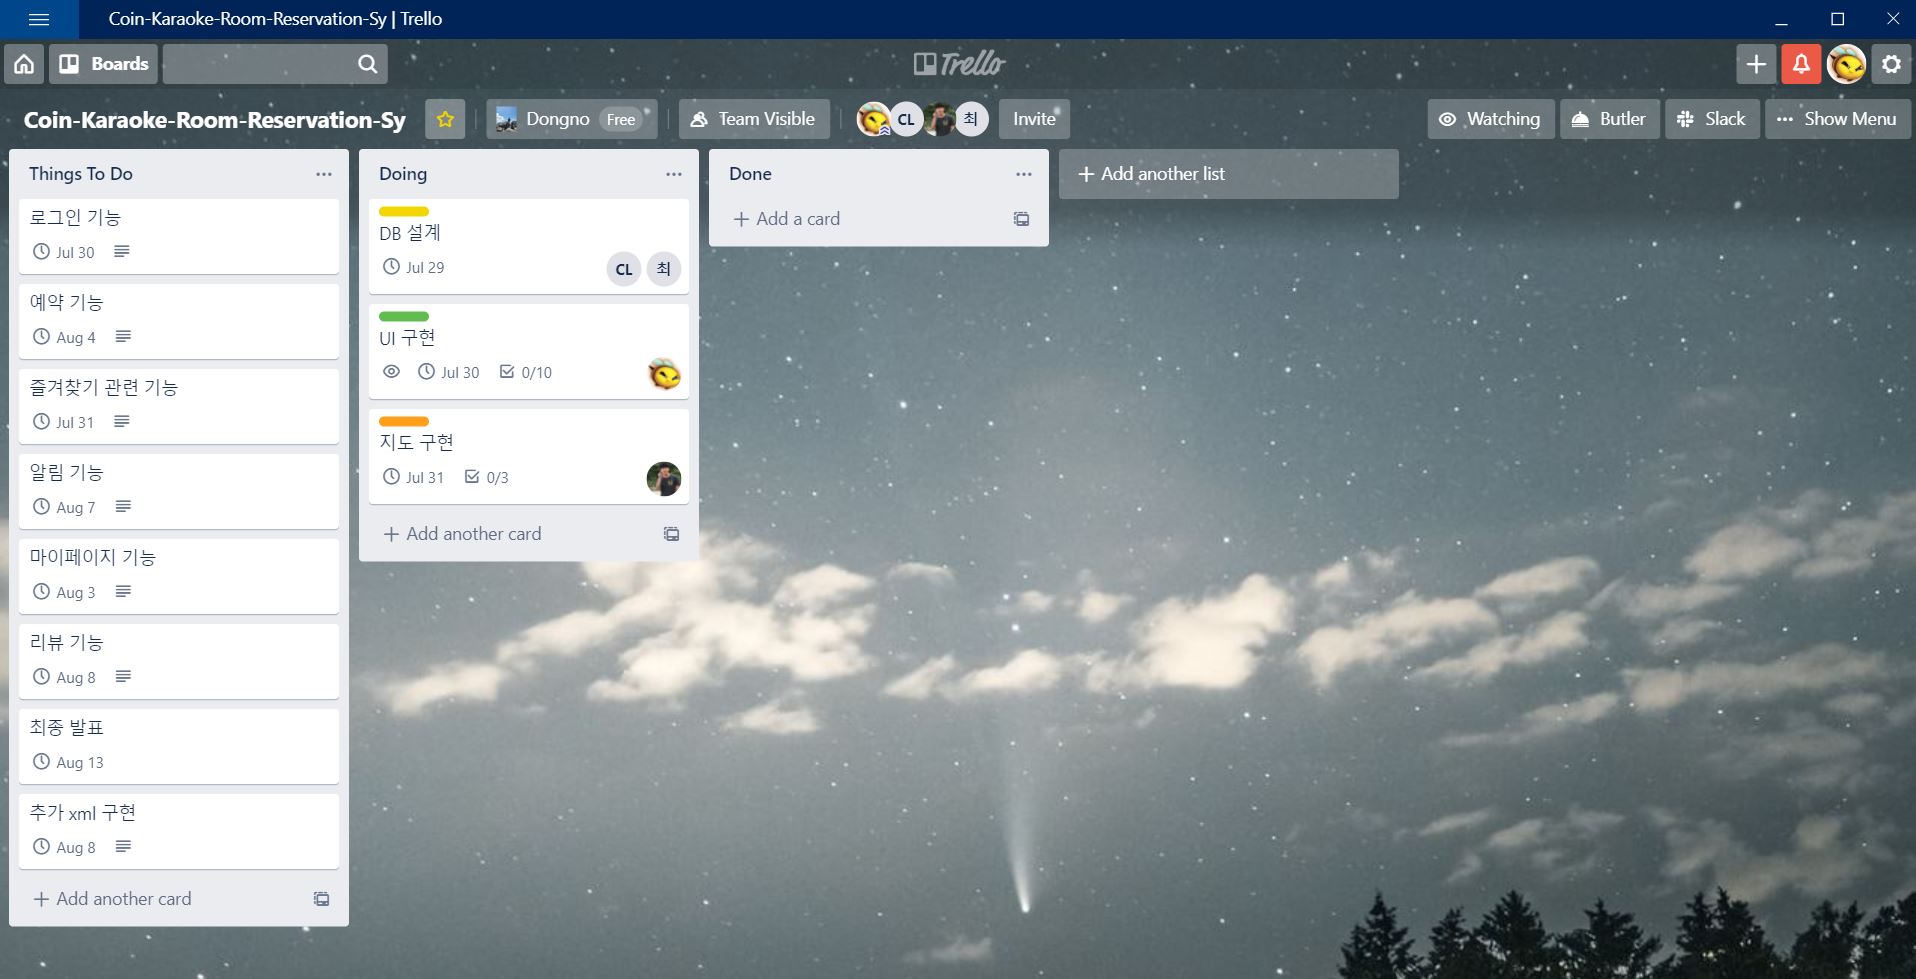 Coin-Karaoke-Room-Reservation-Sy | Trello
Boards
Trello
Coin-Karaoke-Room-Reservation-Sy
Dongno Free
Team Visible
CL
최
Invite
Watching
Butler
Slack
Show Menu
Things To Do
로그인 기능
Jul 30
예약 기능
Aug 4
즐겨찾기 관련 기능
Jul 31
알림 기능
Aug 7
마이페이지 기능
Aug 3
리뷰 기능
Aug 8
최종 발표
Aug 13
추가 xml 구현
Aug 8
Add another card
Doing
DB 설계
Jul 29
CL
최
UI 구현
Jul 30 0/10
지도 구현
Jul 31 0/3
Add another card
Done
Add a card
Add another list